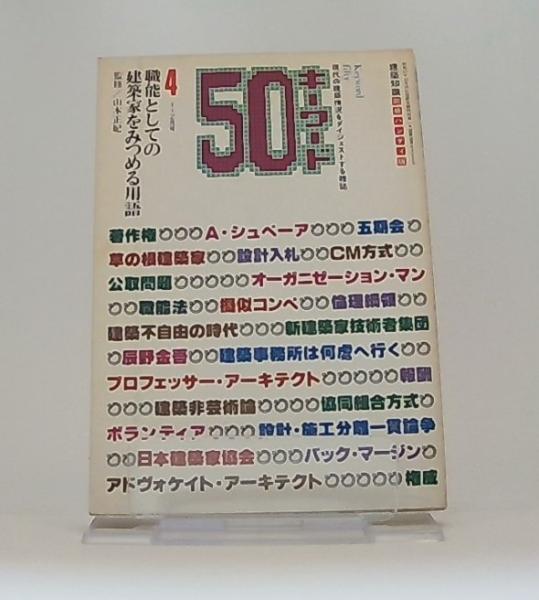 建築知識別冊ハンディ版
キーワード
50
Keyword
fifty
現代の建築情況をダイジェストする雑誌
4
職能としての
建築家をみつめる用語
監修／山本正紀
著作権○○○A・シュペーア○○○五期会○
草の根建築家○○設計入札○○CM方式○○
公取問題○○○○○オーガニゼーション・マン
○○職能法○○擬似コンペ○○倫理綱領○○
建築不自由の時代○○○新建築家技術者集団
○辰野金吾○○建築事務所は何処へ行く○○
プロフェッサー・アーキテクト○○○○○報酬
○○○建築非芸術論○○○○協同組合方式○
ボランティア○○○設計・施工分離一貫論争
○○日本建築家協会○○○バック・マージン○
アドヴォケイト・アーキテクト○○○○○権威